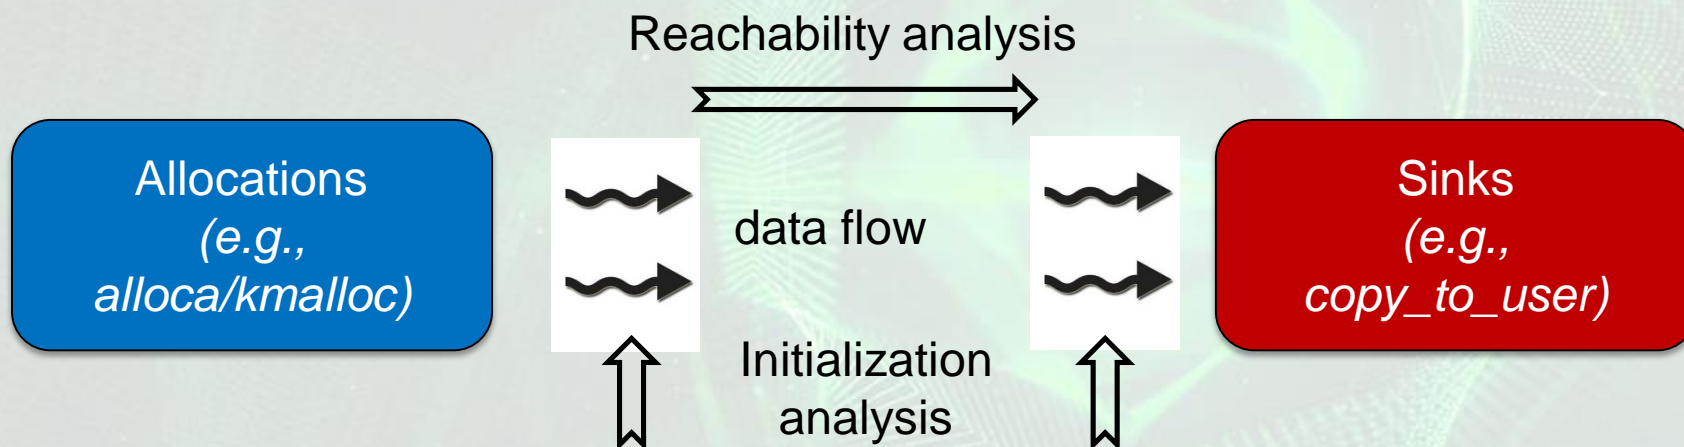 Reachability analysis
Allocations
(e.g.,
alloca/kmalloc)
data flow
Sinks
(e.g.,
copy_to_user)
Initialization
analysis